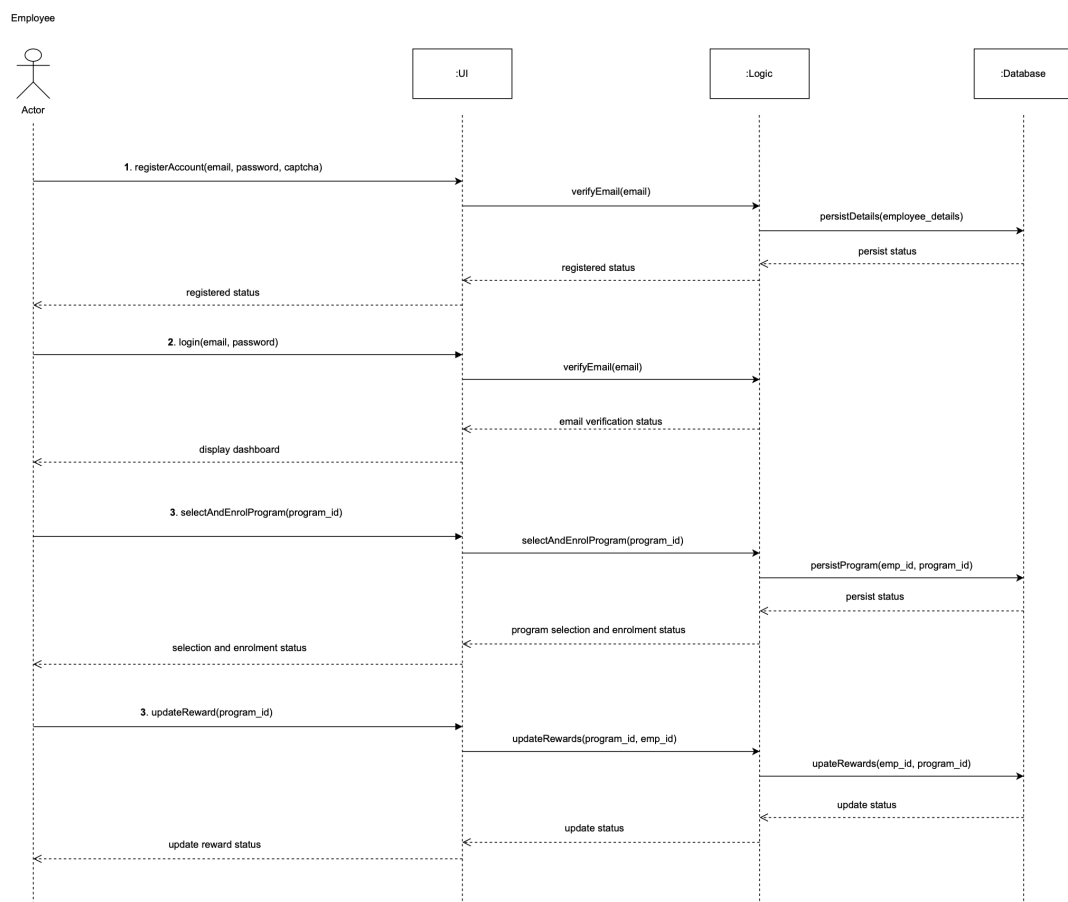 Employee
Actor
:UI
:Logic
:Database
1. registerAccount(email, password, captcha)
verifyEmail(email)
persistDetails(employee_details)
persist status
registered status
registered status
2. login(email, password)
verifyEmail(email)
email verification status
display dashboard
3. selectAndEnrolProgram(program_id)
selectAndEnrolProgram(program_id)
persistProgram(emp_id, program_id)
persist status
program selection and enrolment status
selection and enrolment status
3. updateReward(program_id)
updateRewards(program_id, emp_id)
upateRewards(emp_id, program_id)
update status
update status
update reward status